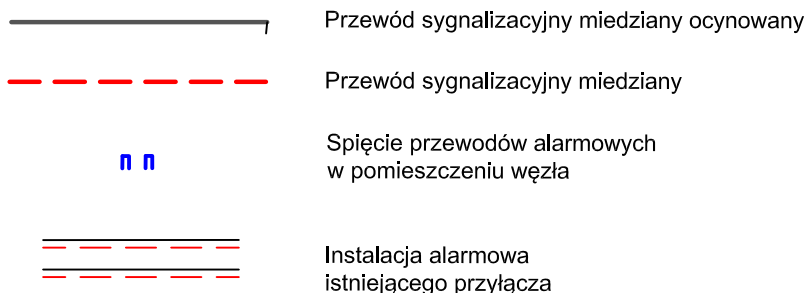 Przewód sygnalizacyjny miedziany ocynowany
Przewód sygnalizacyjny miedziany
Spięcie przewodów alarmowych
w pomieszczeniu węzła
Instalacja alarmowa
istniejącego przyłącza